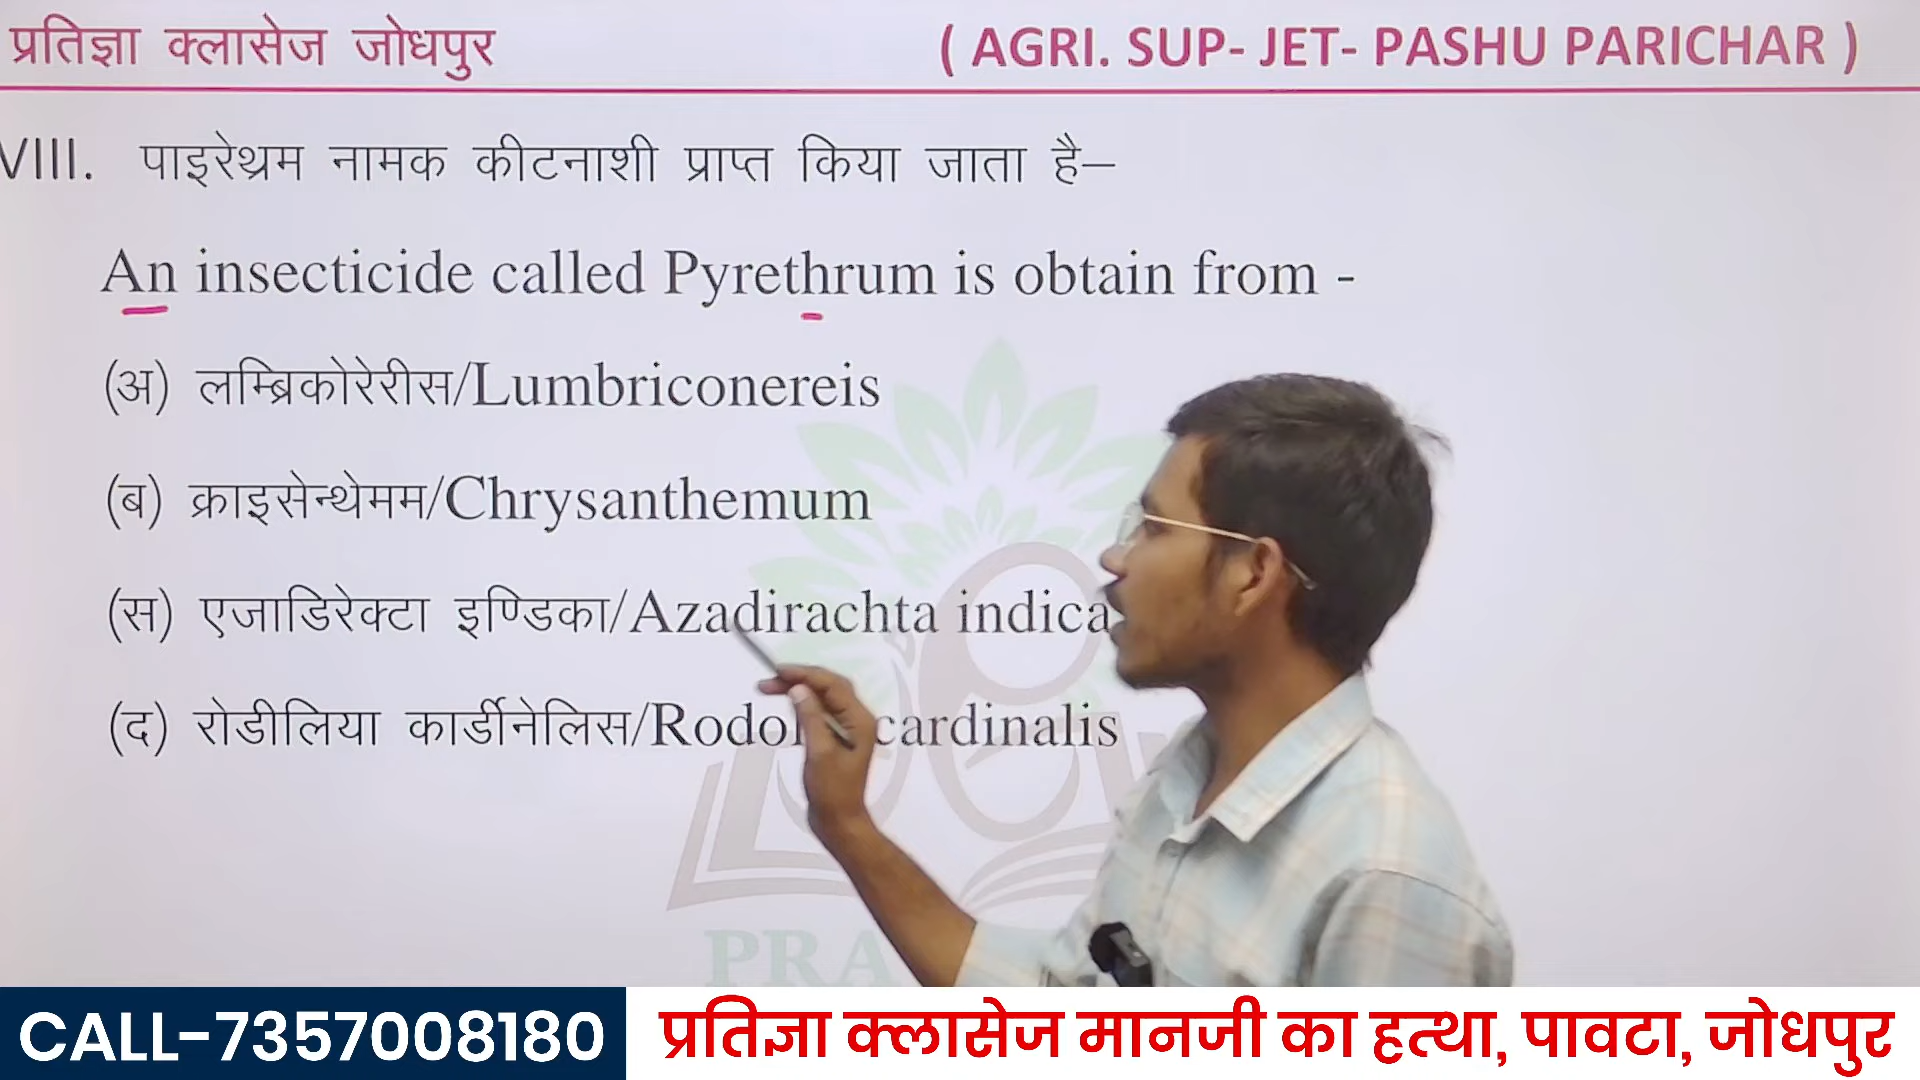 प्रतिज्ञा क्लासेज जोधपुर
( AGRI. SUP- JET- PASHU PARICHAR )
VIII. पाइरेथ्रम नामक कीटनाशी प्राप्त किया जाता है–
An insecticide called Pyrethrum is obtain from -
(अ) लम्ब्रिकोरेरीस/Lumbriconereis
(ब) क्राइसेन्थेमम/Chrysanthemum
(स) एजाडिरेक्टा इण्डिका/Azadirachta indica
(द) रोडीलिया कार्डीनेलिस/Rodol cardinalis
PRA
CALL-7357008180
प्रतिज्ञा क्लासेज मानजी का हत्था, पावटा, जोधपुर